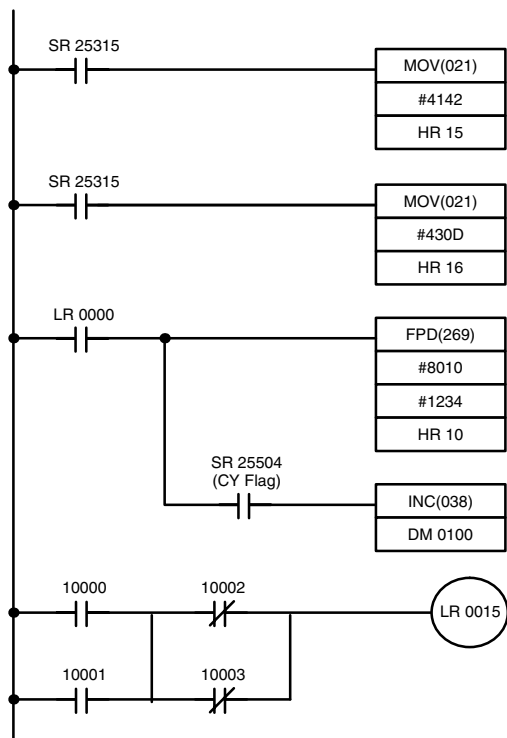 SR 25315
MOV(021)
#4142
HR 15
SR 25315
MOV(021)
#430D
HR 16
LR 0000
FPD(269)
#8010
#1234
HR 10
SR 25504
(CY Flag)
INC(038)
DM 0100
10000
10002
LR 0015
10001
10003